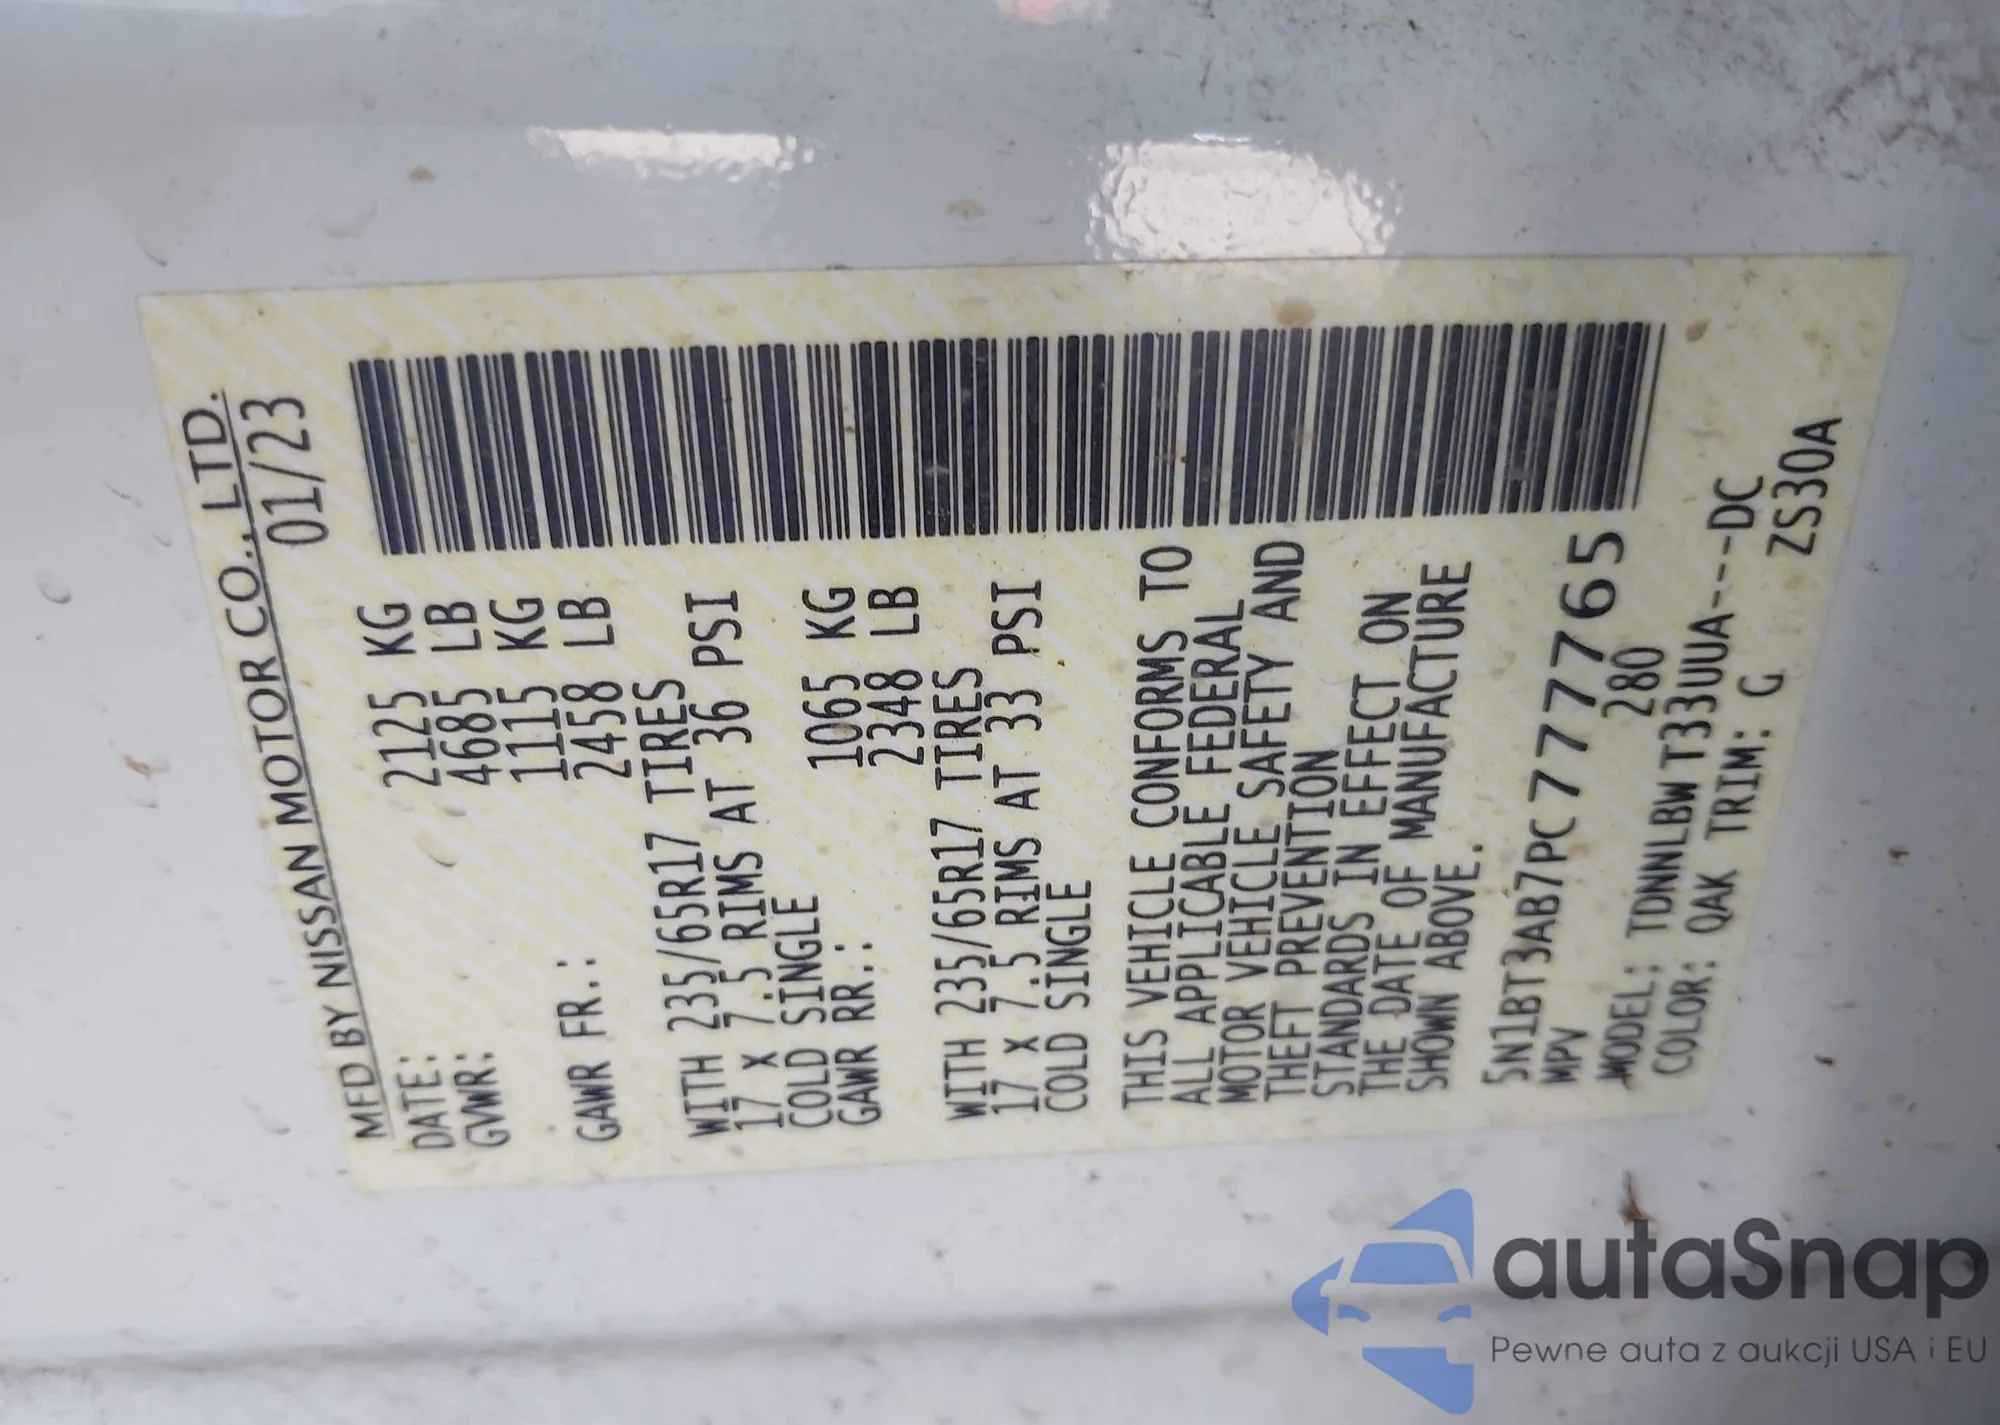 MFD BY NISSAN MOTOR CO., LTD.
DATE: 01/23
GVWR: 2125 KG
4685 LB
GAWR FR.: 1115 KG
2458 LB
WITH 235/65R17 TIRES
17 X 7.5 RIMS AT 36 PSI
COLD SINGLE
GAWR RR.: 1065 KG
2348 LB
WITH 235/65R17 TIRES
17 X 7.5 RIMS AT 33 PSI
COLD SINGLE
THIS VEHICLE CONFORMS TO
ALL APPLICABLE FEDERAL
MOTOR VEHICLE SAFETY AND
THEFT PREVENTION
STANDARDS IN EFFECT ON
THE DATE OF MANUFACTURE
SHOWN ABOVE.
5N1BT3AB7PC777765
MPV 280
MODEL: TDNNLBW T33UUA----DC
COLOR: QAK TRIM: G ZS30A
autaSnap
Pewne auta z aukcji USA i EU